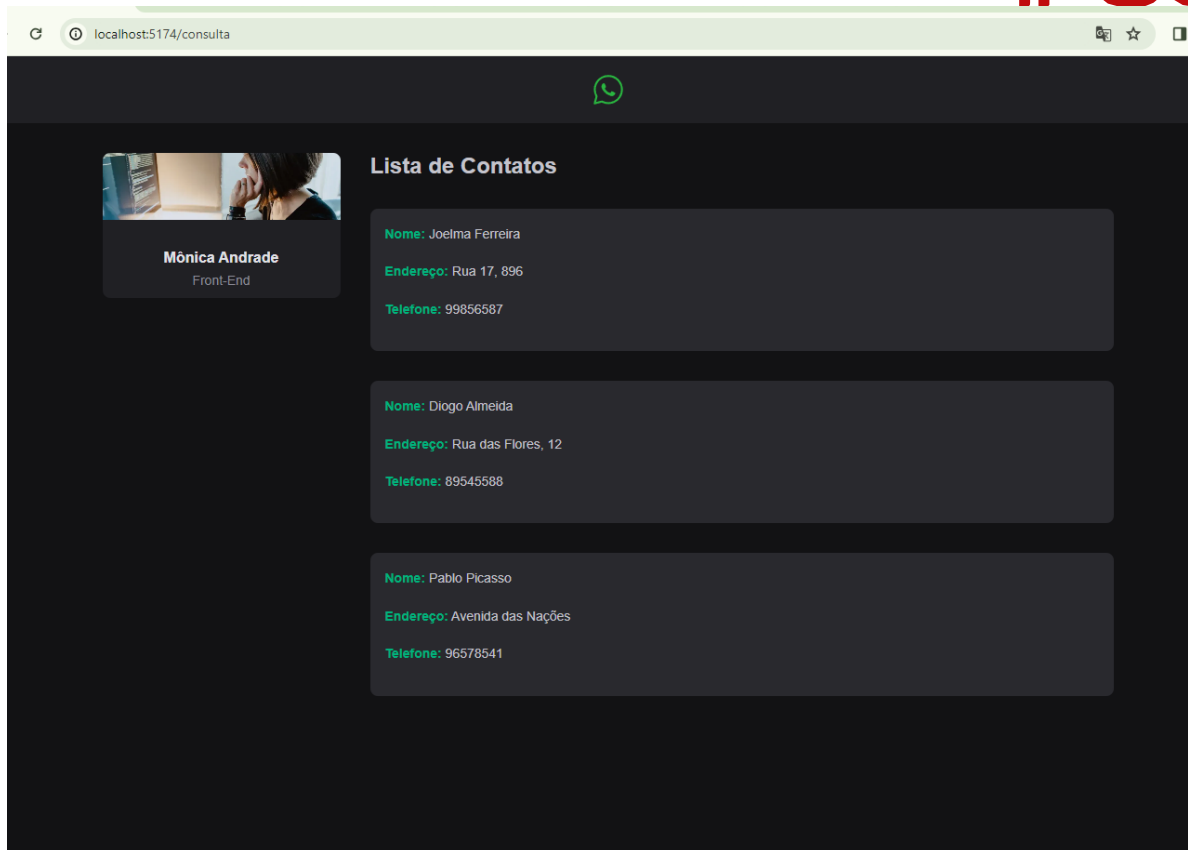 localhost:5174/consulta
Lista de Contatos
Mônica Andrade
Front-End
Nome: Joelma Ferreira
Endereço: Rua 17, 896
Telefone: 99856587
Nome: Diogo Almeida
Endereço: Rua das Flores, 12
Telefone: 89545588
Nome: Pablo Picasso
Endereço: Avenida das Nações
Telefone: 96578541